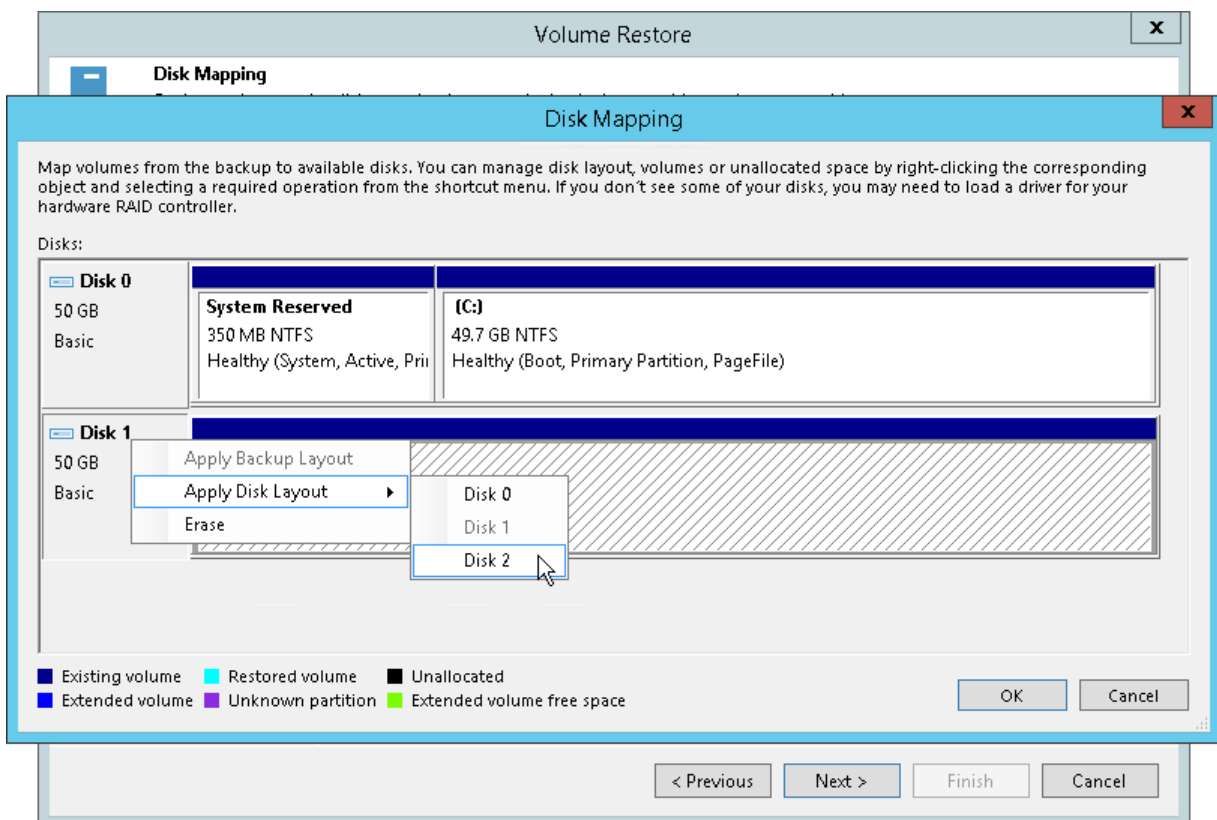 Volume Restore
x
Disk Mapping
Disk Mapping
x
Map volumes from the backup to available disks. You can manage disk layout, volumes or unallocated space by right-clicking the corresponding
object and selecting a required operation from the shortcut menu. If you don´t see some of your disks, you may need to load a driver for your
hardware RAID controller.
Disks:
Disk 0
50 GB
Basic
System Reserved
350 MB NTFS
Healthy (System, Active, Pri
(C:)
49.7 GB NTFS
Healthy (Boot, Primary Partition, PageFile)
Disk 1
50 GB
Basic
Apply Backup Layout
Apply Disk Layout
Erase
Disk 0
Disk 1
Disk 2
Existing volume Restored volume Unallocated
Extended volume Unknown partition Extended volume free space
OK Cancel
< Previous Next > Finish Cancel